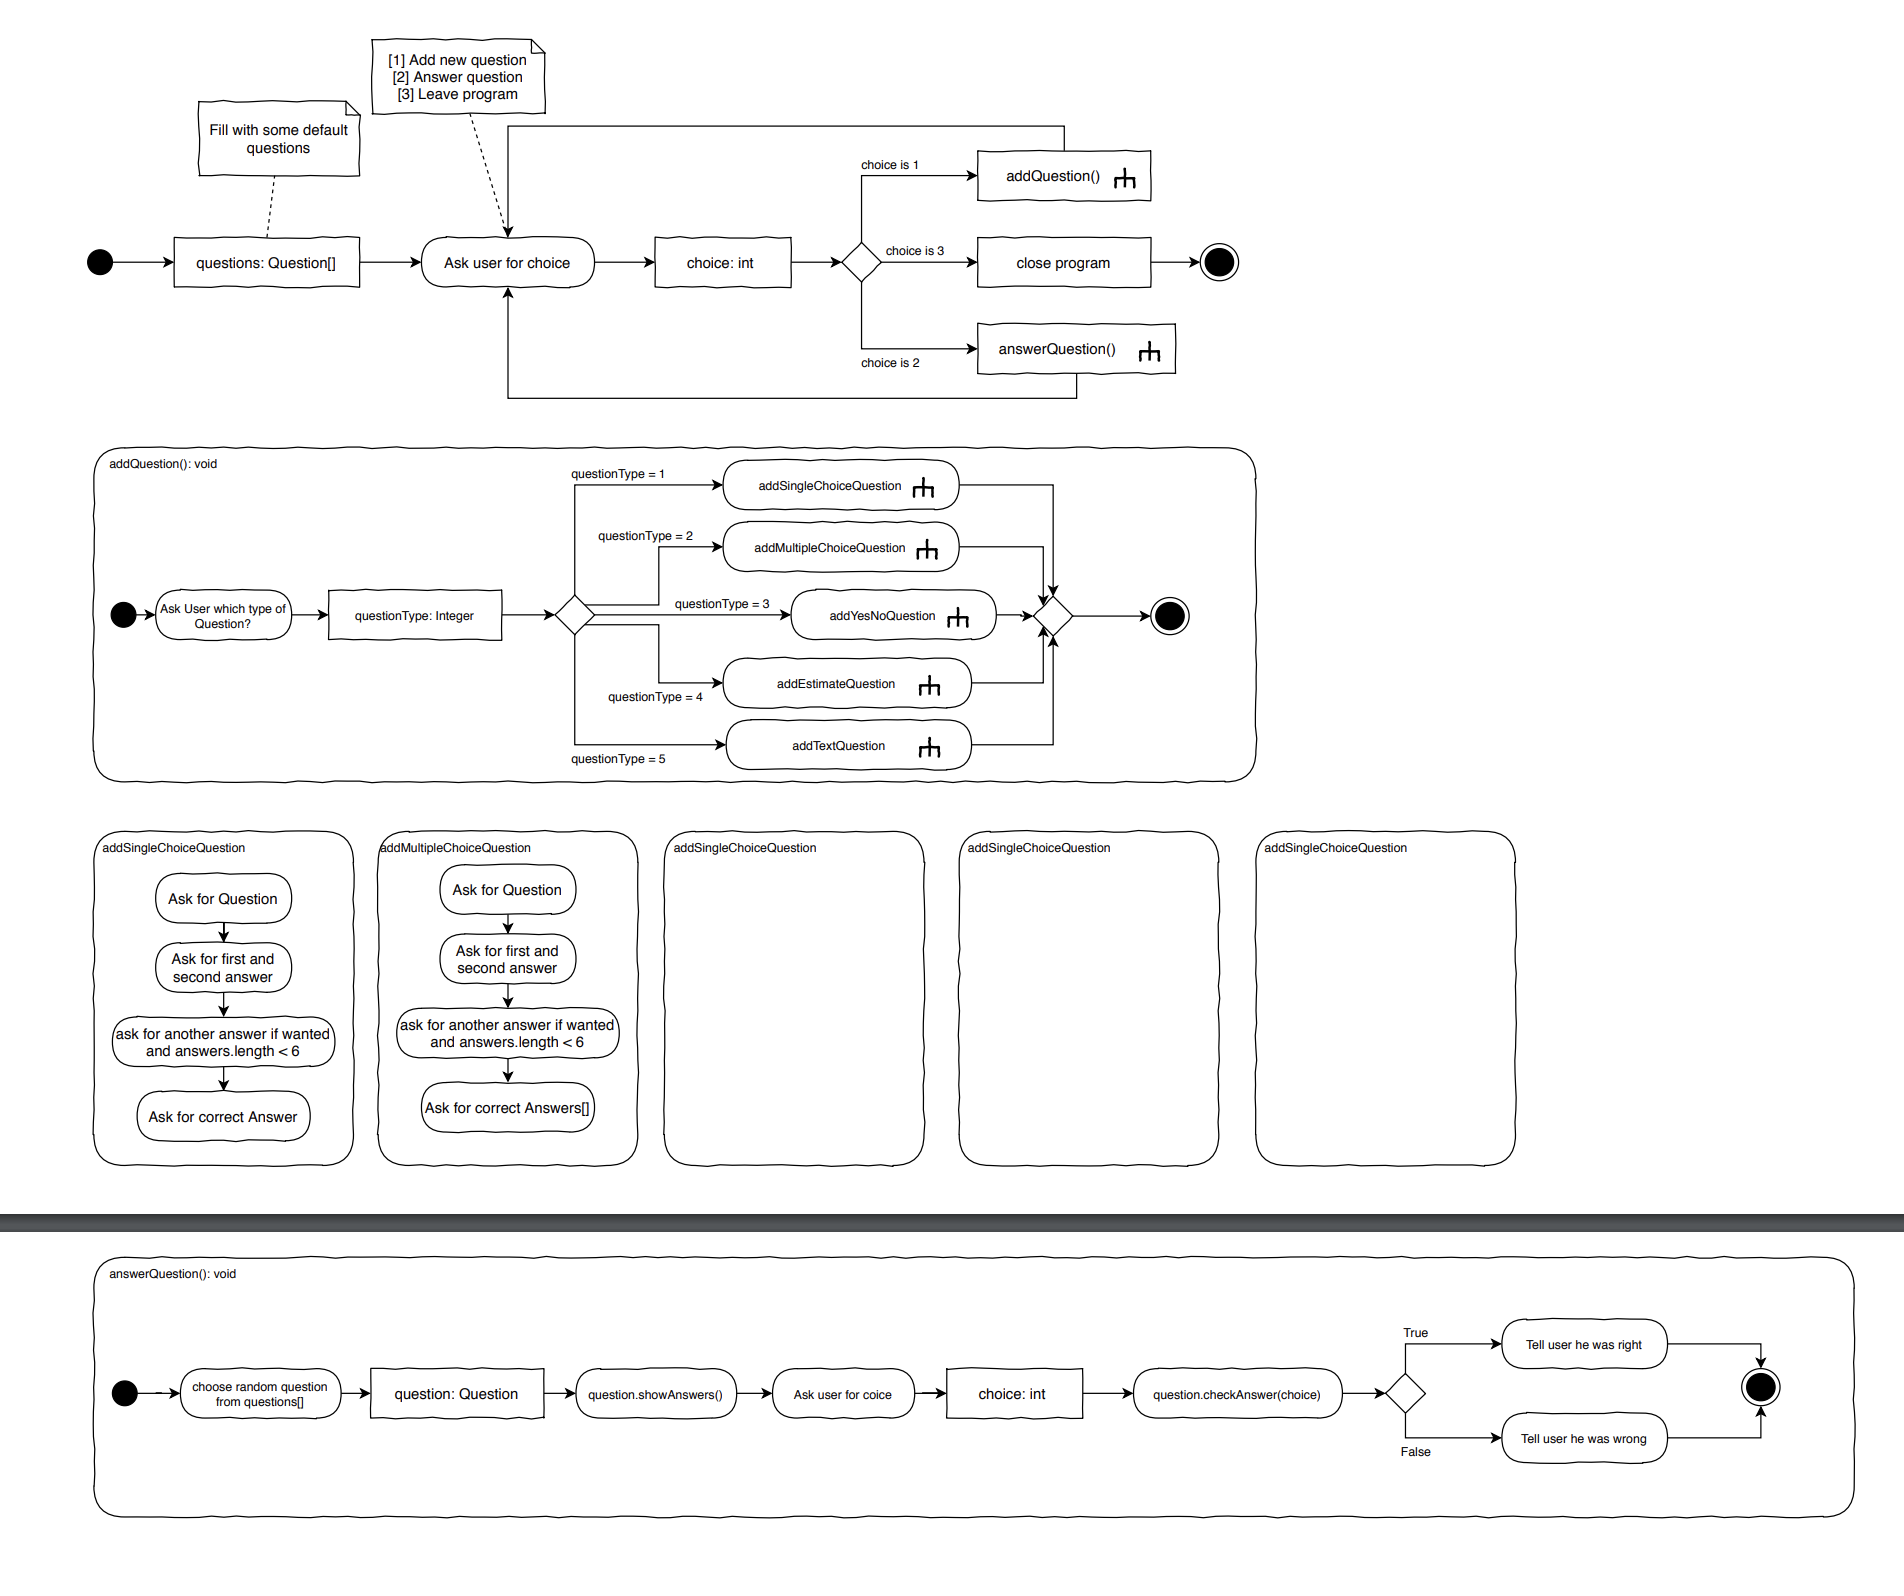 [1] Add new question
[2] Answer question
[3] Leave program
Fill with some default
questions
choice is 1
addQuestion()
questions: Question[]
Ask user for choice
choice: int
choice is 3
close program
choice is 2
answerQuestion()
addQuestion(): void
questionType = 1
addSingleChoiceQuestion
questionType = 2
addMultipleChoiceQuestion
Ask User which type of
Question?
questionType: Integer
questionType = 3
addYesNoQuestion
questionType = 4
addEstimateQuestion
questionType = 5
addTextQuestion
addSingleChoiceQuestion
Ask for Question
Ask for first and
second answer
ask for another answer if wanted
and answers.length < 6
Ask for correct Answer
addMultipleChoiceQuestion
Ask for Question
Ask for first and
second answer
ask for another answer if wanted
and answers.length < 6
Ask for correct Answers[]
addSingleChoiceQuestion
addSingleChoiceQuestion
addSingleChoiceQuestion
answerQuestion(): void
choose random question
from questions[]
question: Question
question.showAnswers()
Ask user for coice
choice: int
question.checkAnswer(choice)
True
Tell user he was right
False
Tell user he was wrong